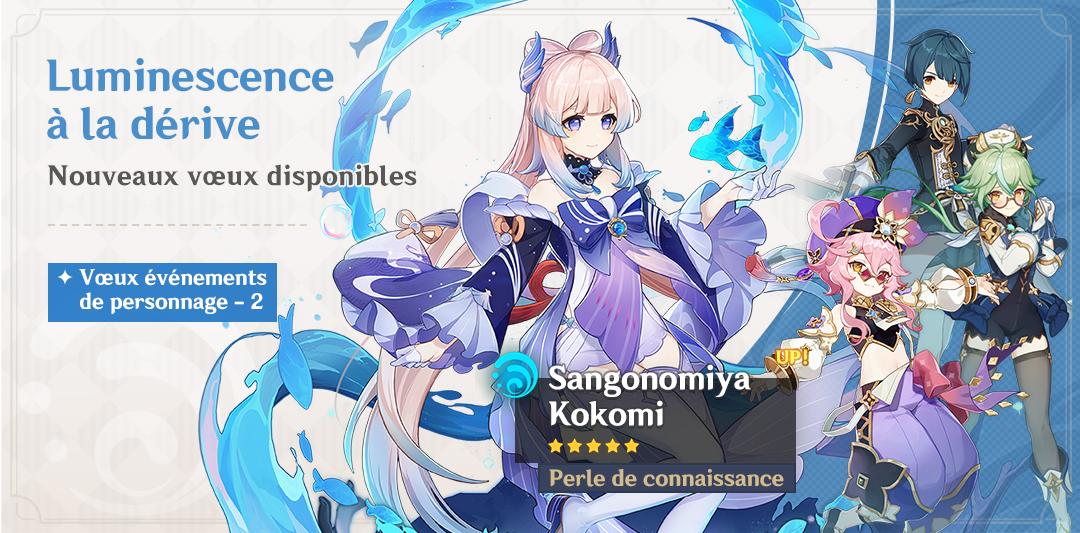 Luminescence
à la dérive
Nouveaux vœux disponibles
✦ Vœux événements
de personnage – 2
UP!
Sangonomiya
Kokomi
★★★★★
Perle de connaissance